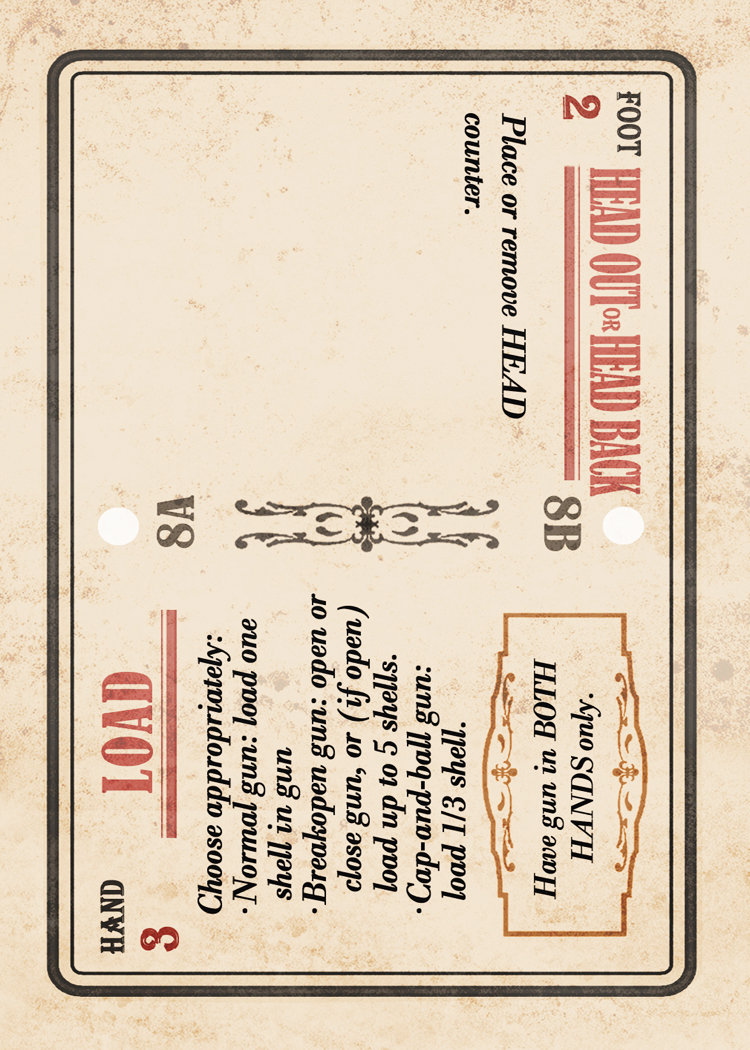 HAND
3
LOAD
8A
Choose appropriately:
·Normal gun: load one
shell in gun
·Breakopen gun: open or
close gun, or (if open)
load up to 5 shells.
·Cap-and-ball gun:
load 1/3 shell.
Have gun in BOTH
HANDS only.
FOOT
2
HEAD OUT OR HEAD BACK
8B
Place or remove HEAD
counter.